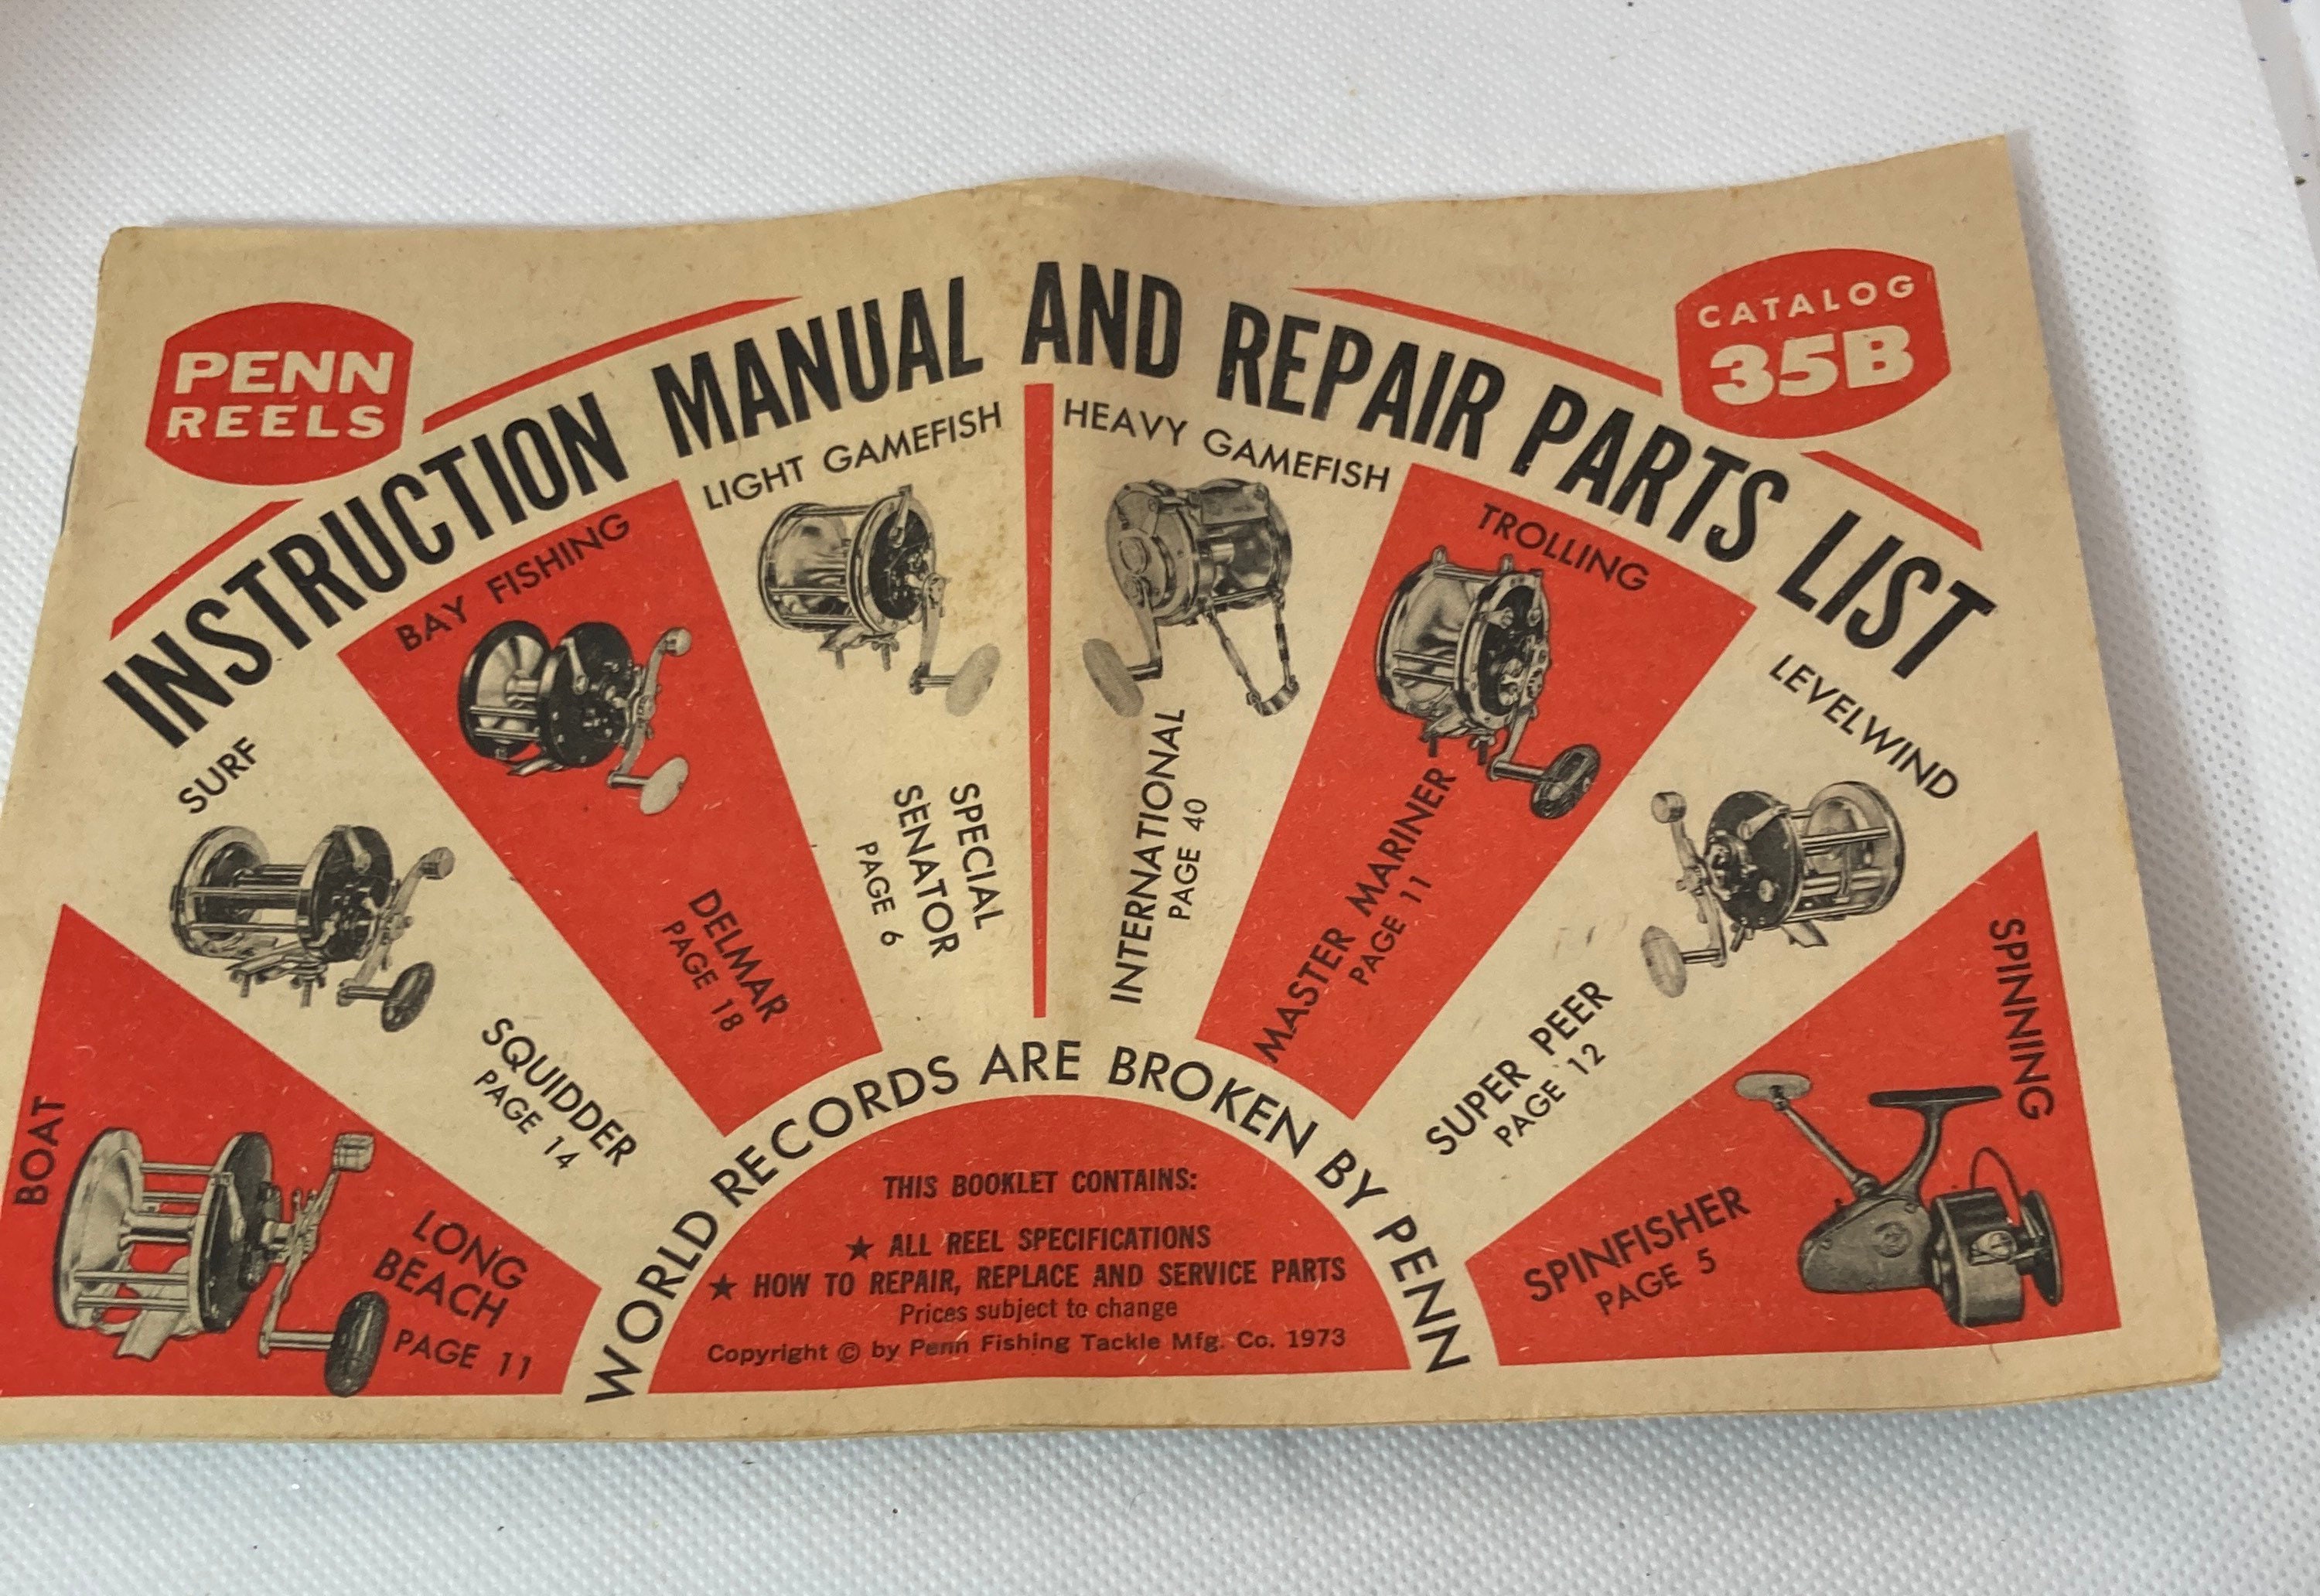 PENN
REELS
CATALOG
35B
INSTRUCTION MANUAL AND REPAIR PARTS LIST
BOAT
LONG
BEACH
PAGE 11
SURF
SQUIDDER
PAGE 14
BAY FISHING
DELMAR
PAGE 18
LIGHT GAMEFISH
SPECIAL
SENATOR
PAGE 6
HEAVY GAMEFISH
INTERNATIONAL
PAGE 40
TROLLING
MASTER MARINER
PAGE 11
LEVELWIND
SUPER PEER
PAGE 12
SPINNING
SPINFISHER
PAGE 5
WORLD RECORDS ARE BROKEN BY PENN
THIS BOOKLET CONTAINS:
★ ALL REEL SPECIFICATIONS
★ HOW TO REPAIR, REPLACE AND SERVICE PARTS
Prices subject to change
Copyright © by Penn Fishing Tackle Mfg. Co. 1973